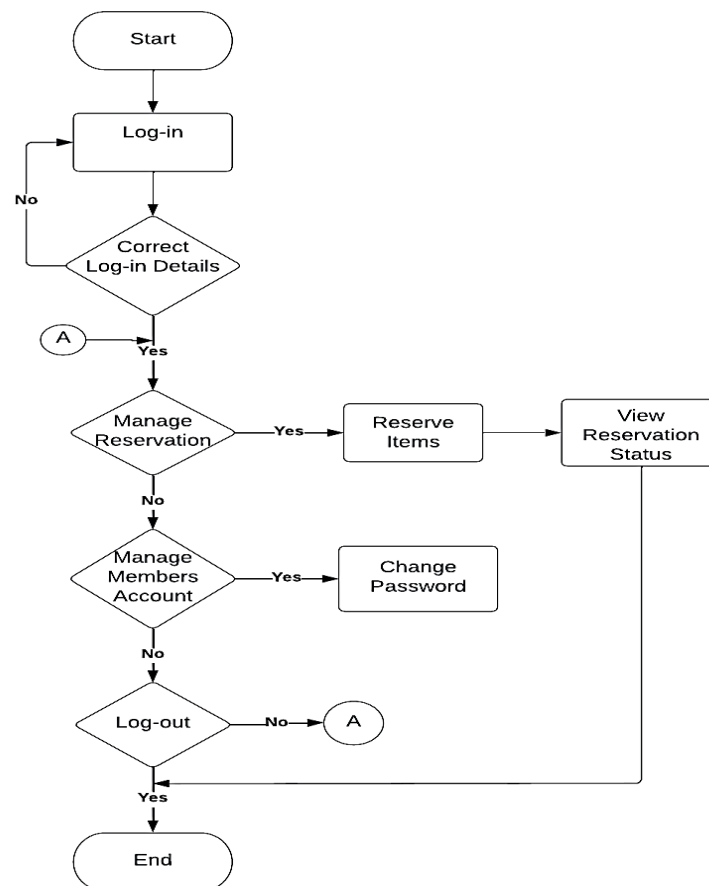 Start
Log-in
No
Correct
Log-in Details
A
Yes
Manage
Reservation
Yes
Reserve
Items
View
Reservation
Status
No
Manage
Members
Account
Yes
Change
Password
No
Log-out
No
A
Yes
End